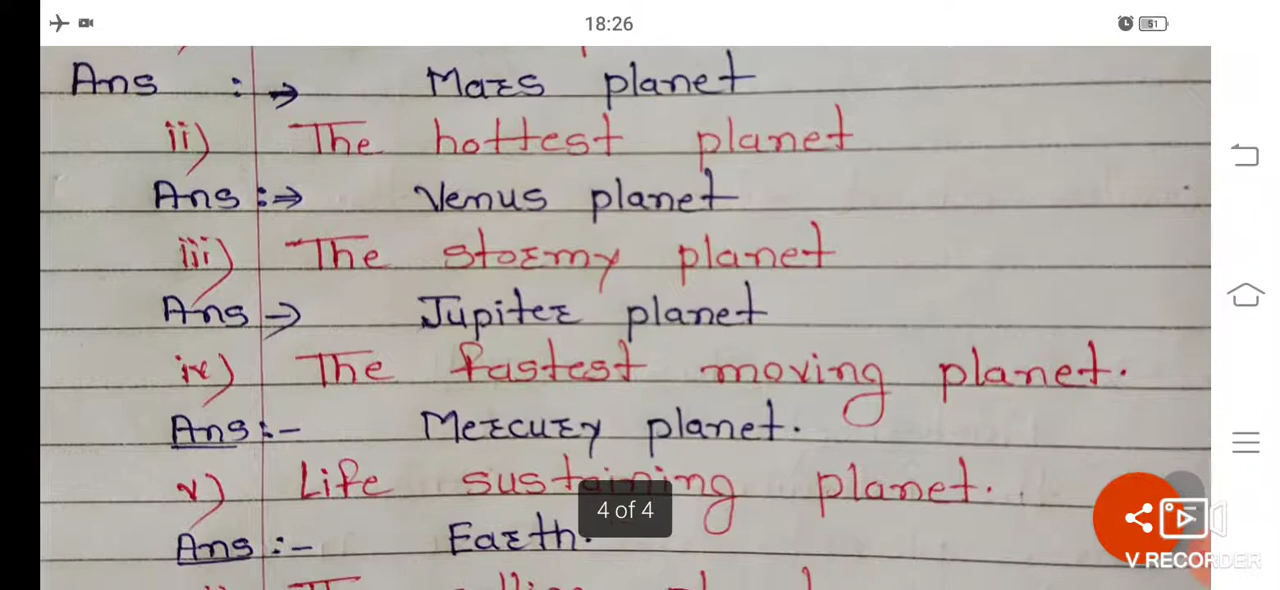 18:26
51
Ans :→ Mars planet
ii) The hottest planet
Ans :⇒ Venus planet
iii) The stormy planet
Ans → Jupiter planet
iv) The fastest moving planet.
Ans :- Mercury planet.
v) Life sustaining planet.
4 of 4
Ans :- Earth.
V RECORDER